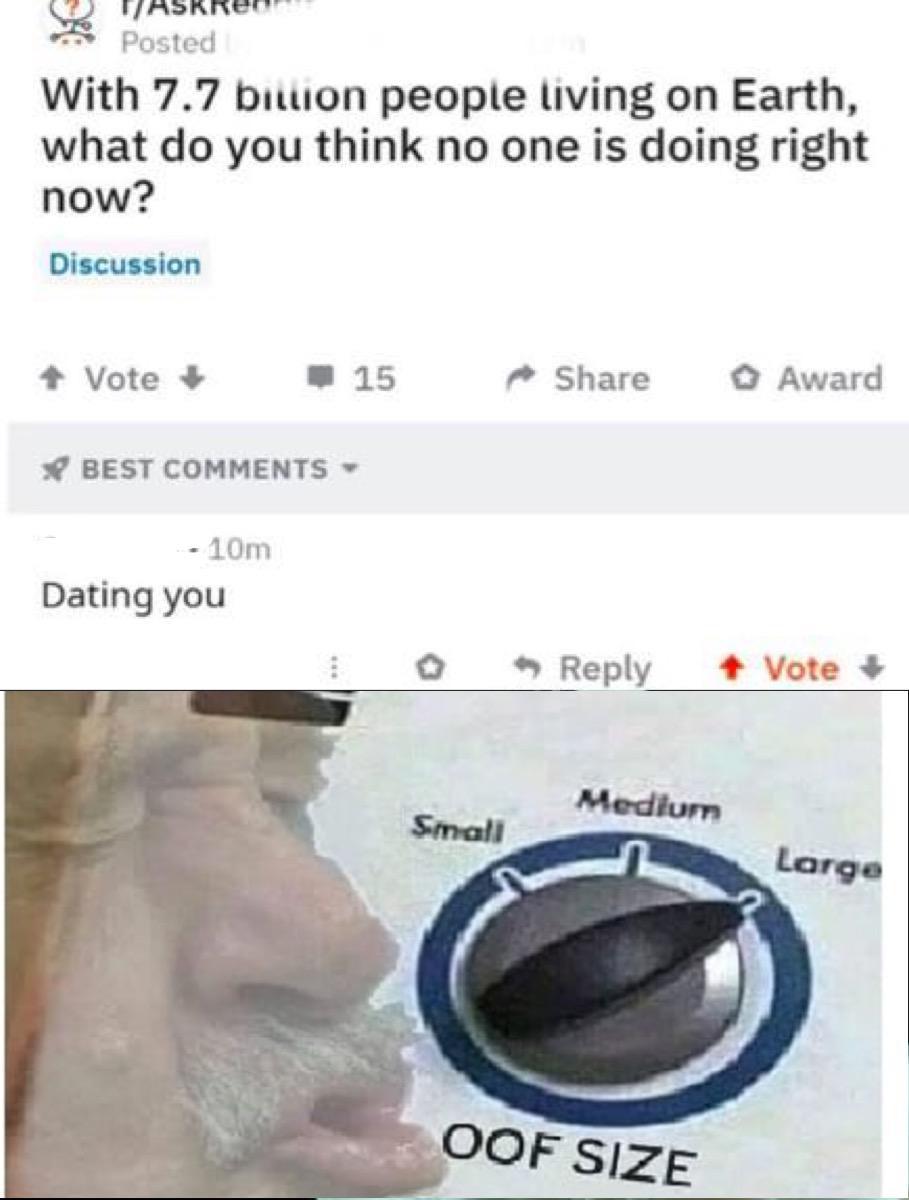 Posted
With 7.7 billion people living on Earth,
what do you think no one is doing right
now?
Discussion
Vote 15 Share Award
BEST COMMENTS
- 10m
Dating you
Reply Vote
Small Medium Large
OOF SIZE